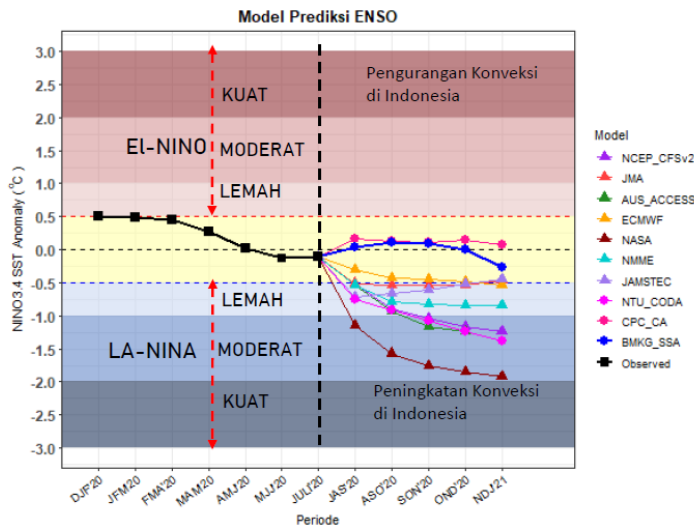 Model Prediksi ENSO
NINO3.4 SST Anomaly (°C)
3.0
2.5
2.0
1.5
1.0
0.5
0.0
-0.5
-1.0
-1.5
-2.0
-2.5
-3.0
KUAT
EL-NINO
MODERAT
LEMAH
Pengurangan Konveksi
di Indonesia
LEMAH
LA-NINA
MODERAT
KUAT
Peningkatan Konveksi
di Indonesia
DJF'20
JFM'20
FMA'20
MAM'20
AMJ'20
MJJ'20
JULI'20
JAS'20
ASO'20
SON'20
OND'20
NDJ'21
Periode
Model
NCEP_CFSv2
JMA
AUS_ACCESS
ECMWF
NASA
NMME
JAMSTEC
NTU_CODA
CPC_CA
BMKG_SSA
Observed